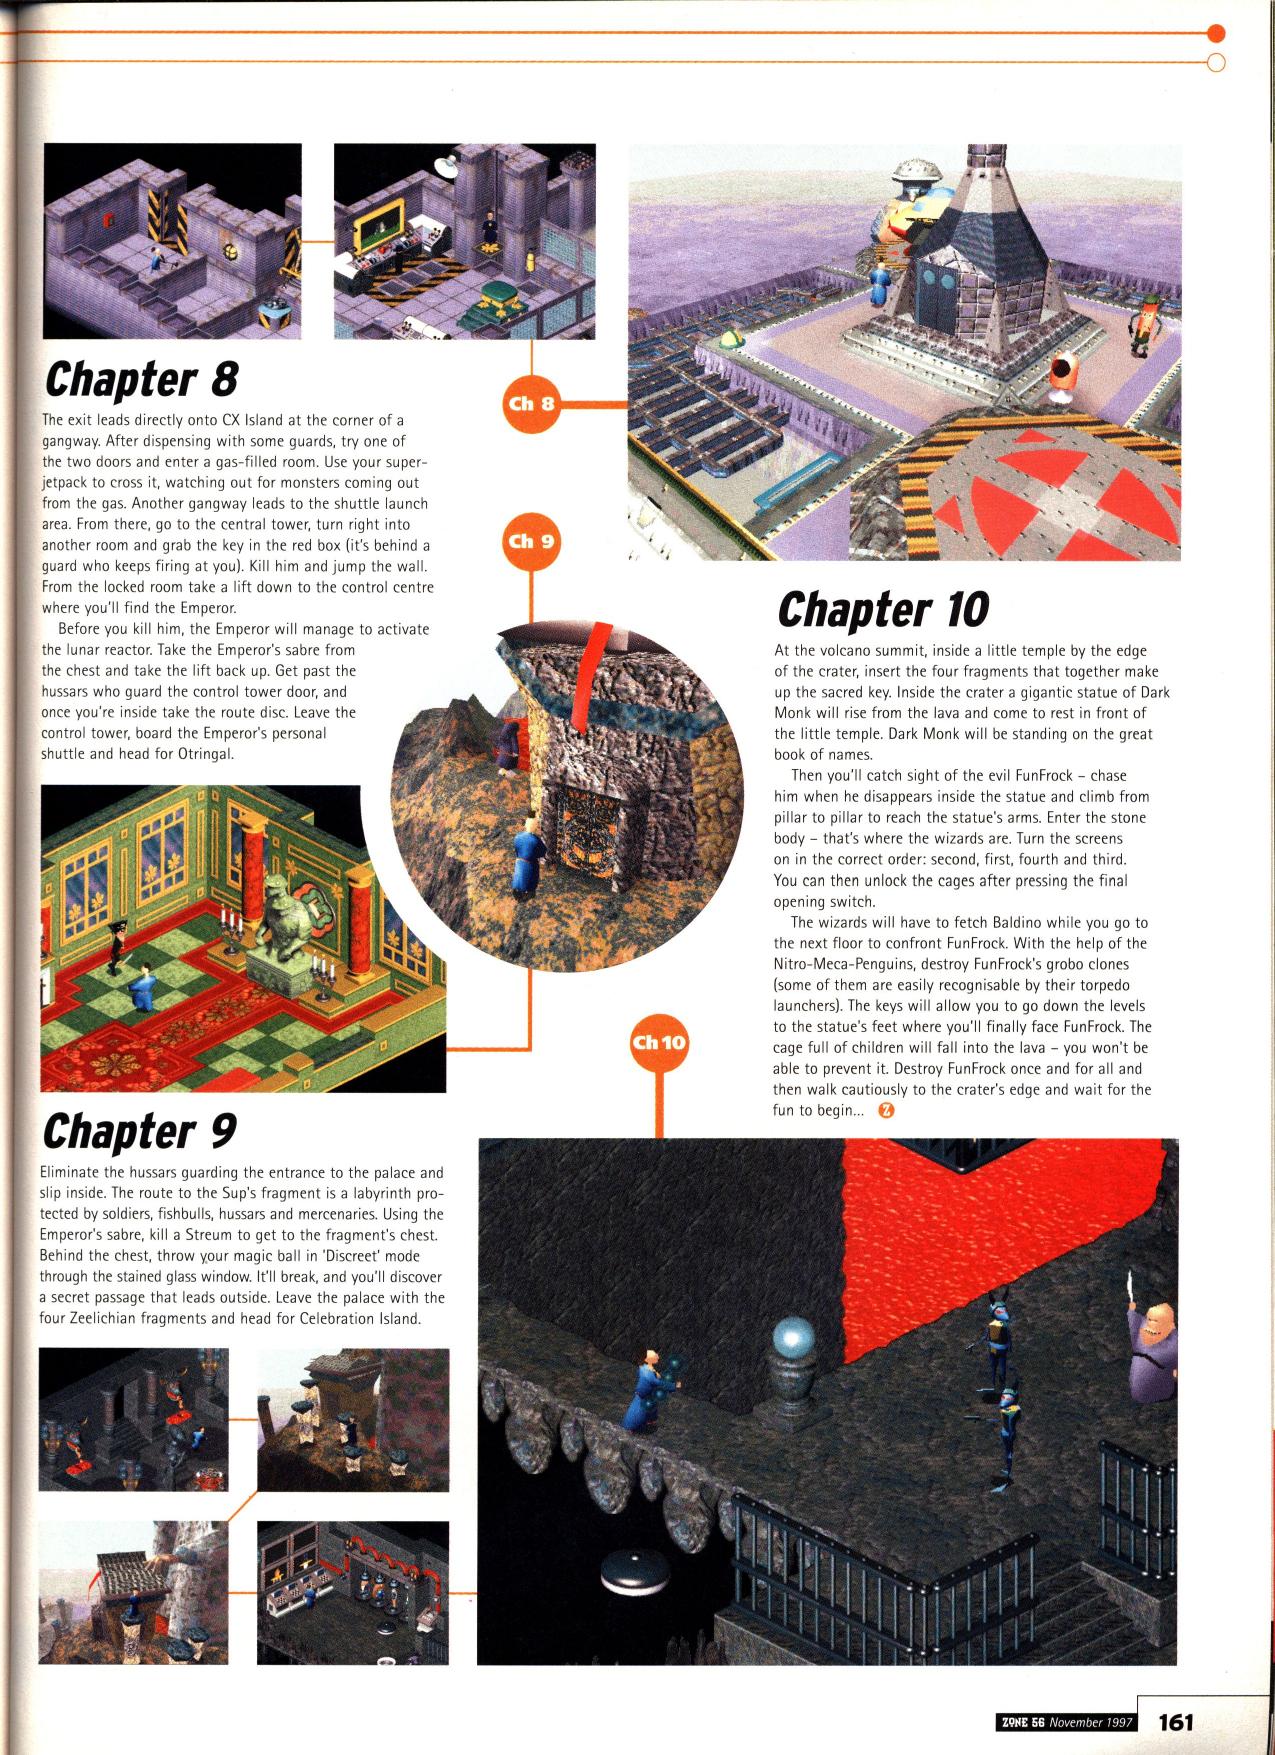 Chapter 8
The exit leads directly onto CX Island at the corner of a
gangway. After dispensing with some guards, try one of
the two doors and enter a gas-filled room. Use your super-
jetpack to cross it, watching out for monsters coming out
from the gas. Another gangway leads to the shuttle launch
area. From there, go to the central tower, turn right into
another room and grab the key in the red box (it's behind a
guard who keeps firing at you). Kill him and jump the wall.
From the locked room take a lift down to the control centre
where you'll find the Emperor.
Before you kill him, the Emperor will manage to activate
the lunar reactor. Take the Emperor's sabre from
the chest and take the lift back up. Get past the
hussars who guard the control tower door, and
once you're inside take the route disc. Leave the
control tower, board the Emperor's personal
shuttle and head for Otringal.
Ch 8
Ch 9
Chapter 9
Eliminate the hussars guarding the entrance to the palace and
slip inside. The route to the Sup's fragment is a labyrinth pro-
tected by soldiers, fishbulls, hussars and mercenaries. Using the
Emperor's sabre, kill a Streum to get to the fragment's chest.
Behind the chest, throw your magic ball in 'Discreet' mode
through the stained glass window. It'll break, and you'll discover
a secret passage that leads outside. Leave the palace with the
four Zeelichian fragments and head for Celebration Island.
Chapter 10
At the volcano summit, inside a little temple by the edge
of the crater, insert the four fragments that together make
up the sacred key. Inside the crater a gigantic statue of Dark
Monk will rise from the lava and come to rest in front of
the little temple. Dark Monk will be standing on the great
book of names.
Then you'll catch sight of the evil FunFrock – chase
him when he disappears inside the statue and climb from
pillar to pillar to reach the statue's arms. Enter the stone
body – that's where the wizards are. Turn the screens
on in the correct order: second, first, fourth and third.
You can then unlock the cages after pressing the final
opening switch.
The wizards will have to fetch Baldino while you go to
the next floor to confront FunFrock. With the help of the
Nitro-Meca-Penguins, destroy FunFrock's grobo clones
(some of them are easily recognisable by their torpedo
launchers). The keys will allow you to go down the levels
to the statue's feet where you'll finally face FunFrock. The
cage full of children will fall into the lava – you won't be
able to prevent it. Destroy FunFrock once and for all and
then walk cautiously to the crater's edge and wait for the
fun to begin... Z
Ch 10
ZONE 56 November 1997 161